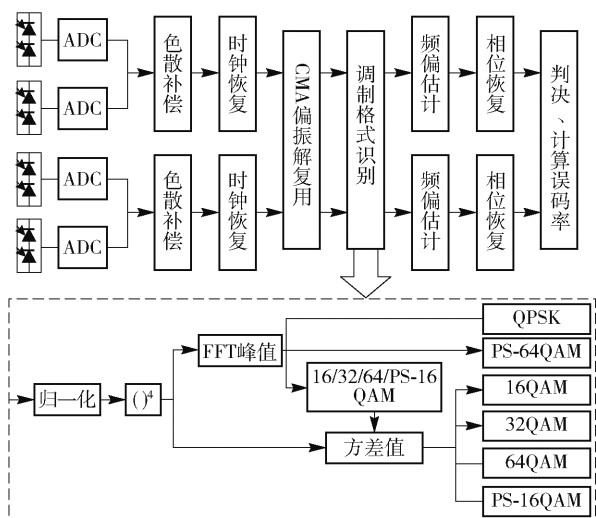 ADC
ADC
ADC
ADC
色散补偿
色散补偿
时钟恢复
时钟恢复
CMA偏振解复用
调制格式识别
频偏估计
频偏估计
相位恢复
相位恢复
判决、计算误码率
归一化
()⁴
FFT峰值
16/32/64/PS-16
QAM
方差值
QPSK
PS-64QAM
16QAM
32QAM
64QAM
PS-16QAM